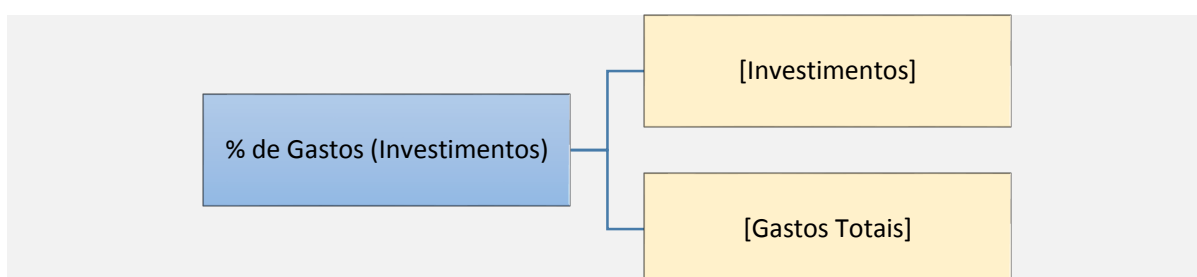 [Investimentos]
% de Gastos (Investimentos)
[Gastos Totais]